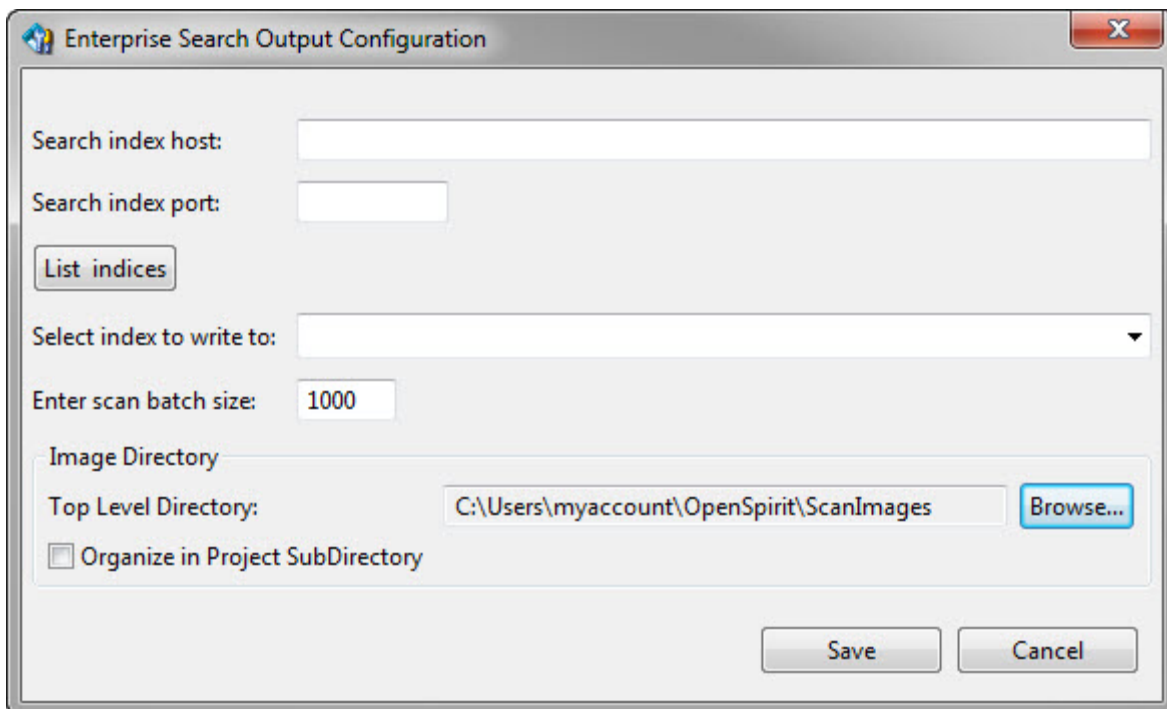 Enterprise Search Output Configuration
Search index host:
Search index port:
List indices
Select index to write to:
Enter scan batch size: 1000
Image Directory
Top Level Directory: C:\Users\myaccount\OpenSpirit\ScanImages Browse...
Organize in Project SubDirectory
Save Cancel